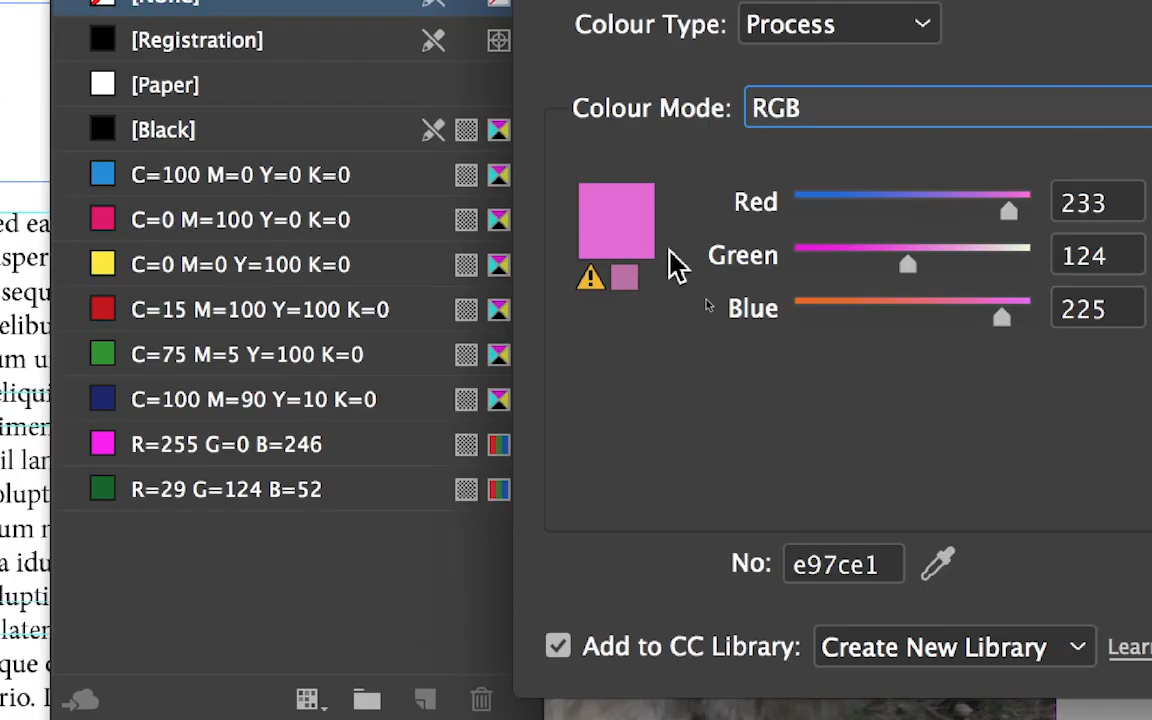 [None]
[Registration]
[Paper]
[Black]
C=100 M=0 Y=0 K=0
C=0 M=100 Y=0 K=0
C=0 M=0 Y=100 K=0
C=15 M=100 Y=100 K=0
C=75 M=5 Y=100 K=0
C=100 M=90 Y=10 K=0
R=255 G=0 B=246
R=29 G=124 B=52
Colour Type: Process
Colour Mode: RGB
Red 233
Green 124
Blue 225
No: e97ce1
Add to CC Library: Create New Library